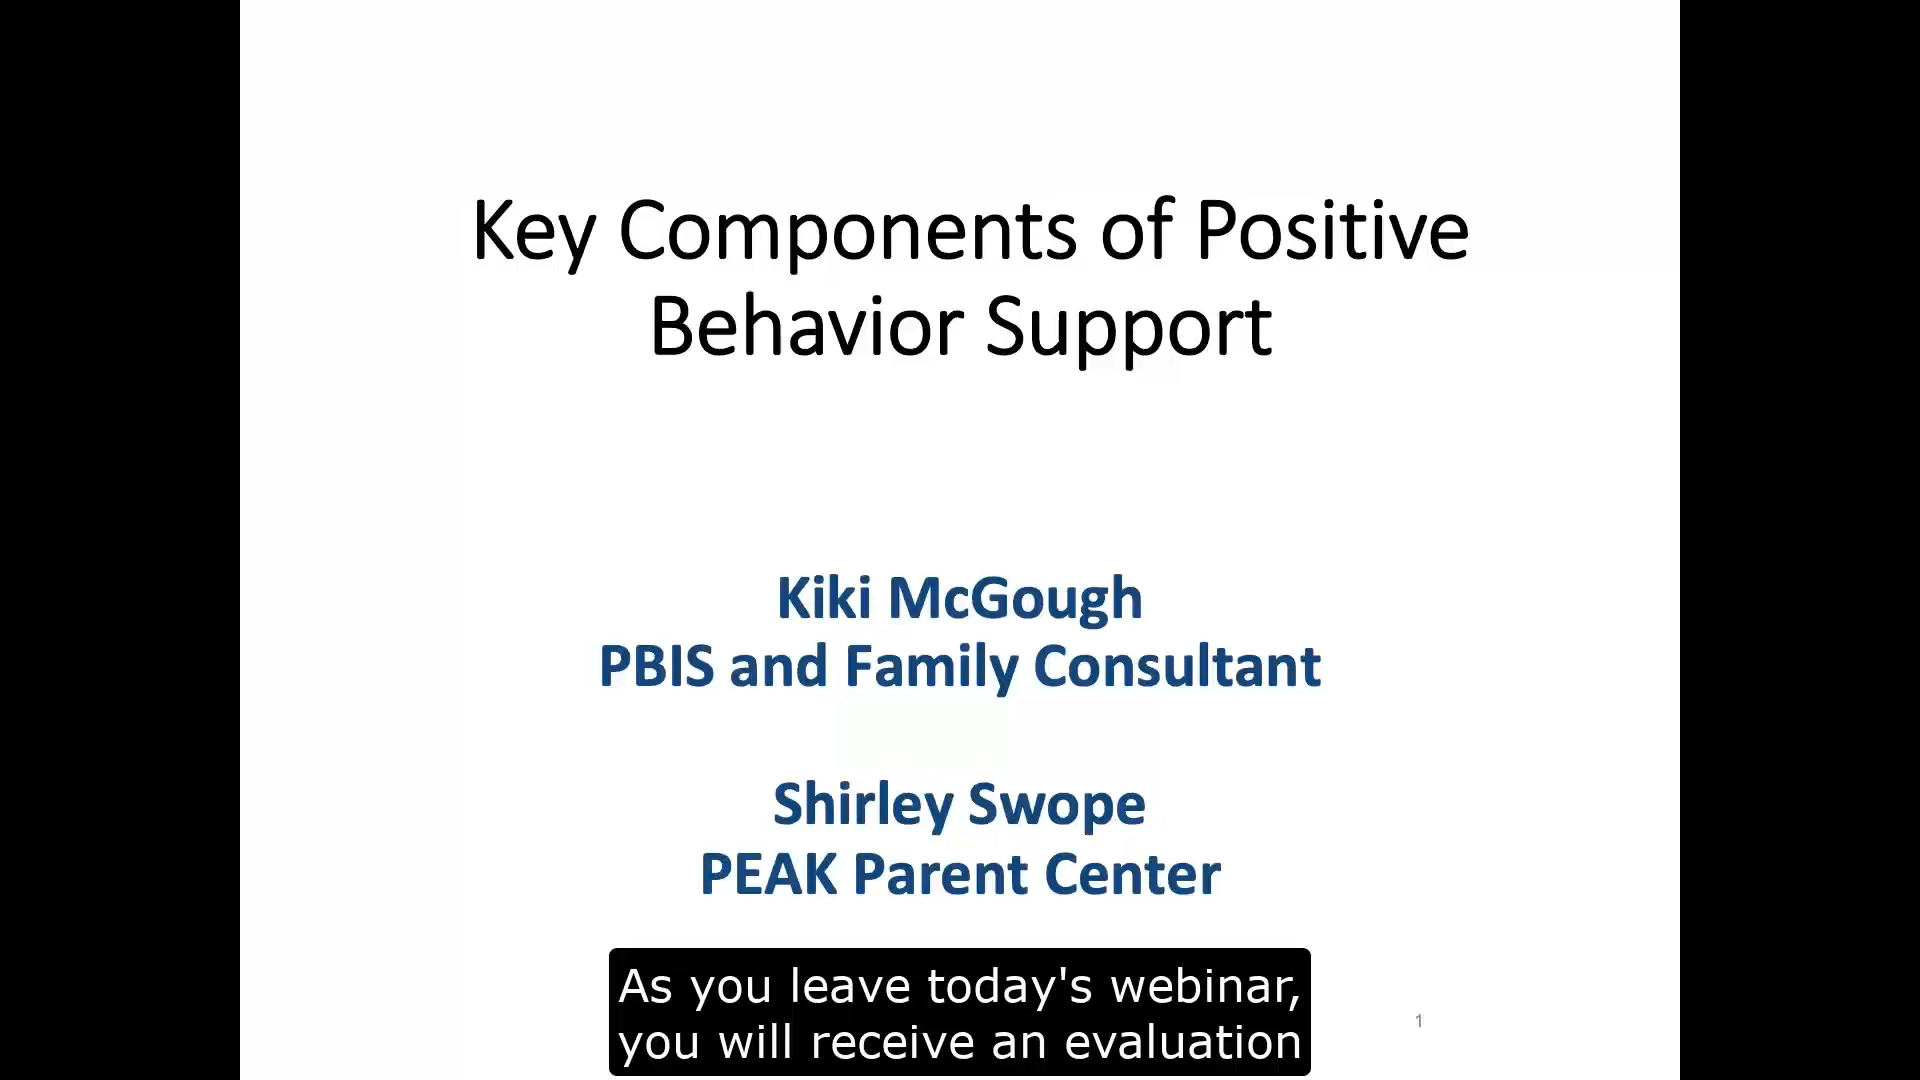 Key Components of Positive
Behavior Support
Kiki McGough
PBIS and Family Consultant
Shirley Swope
PEAK Parent Center
As you leave today's webinar,
you will receive an evaluation
1